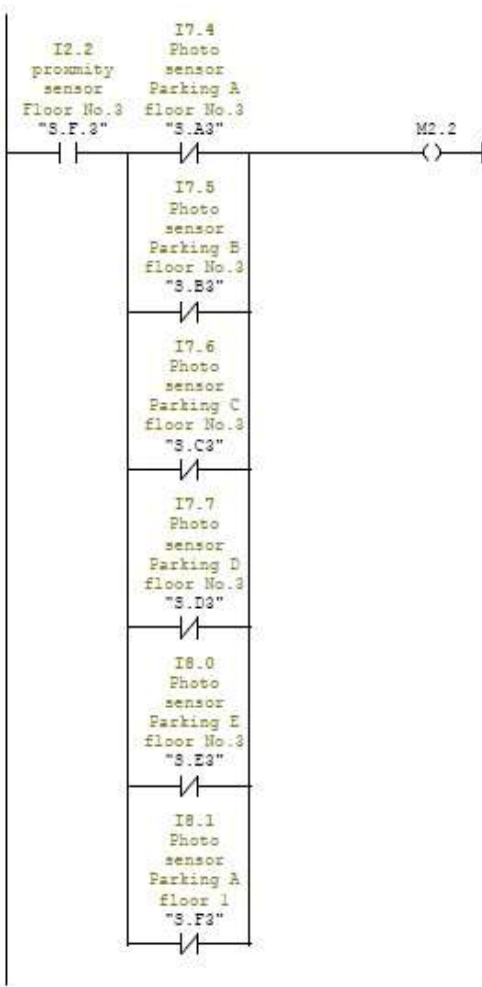 I2.2
proxmity
sensor
Floor No.3
"S.F.3"
I7.4
Photo
sensor
Parking A
floor No.3
"S.A3"
M2.2
I7.5
Photo
sensor
Parking B
floor No.3
"S.B3"
I7.6
Photo
sensor
Parking C
floor No.3
"S.C3"
I7.7
Photo
sensor
Parking D
floor No.3
"S.D3"
I8.0
Photo
sensor
Parking E
floor No.3
"S.E3"
I8.1
Photo
sensor
Parking A
floor 1
"S.F3"